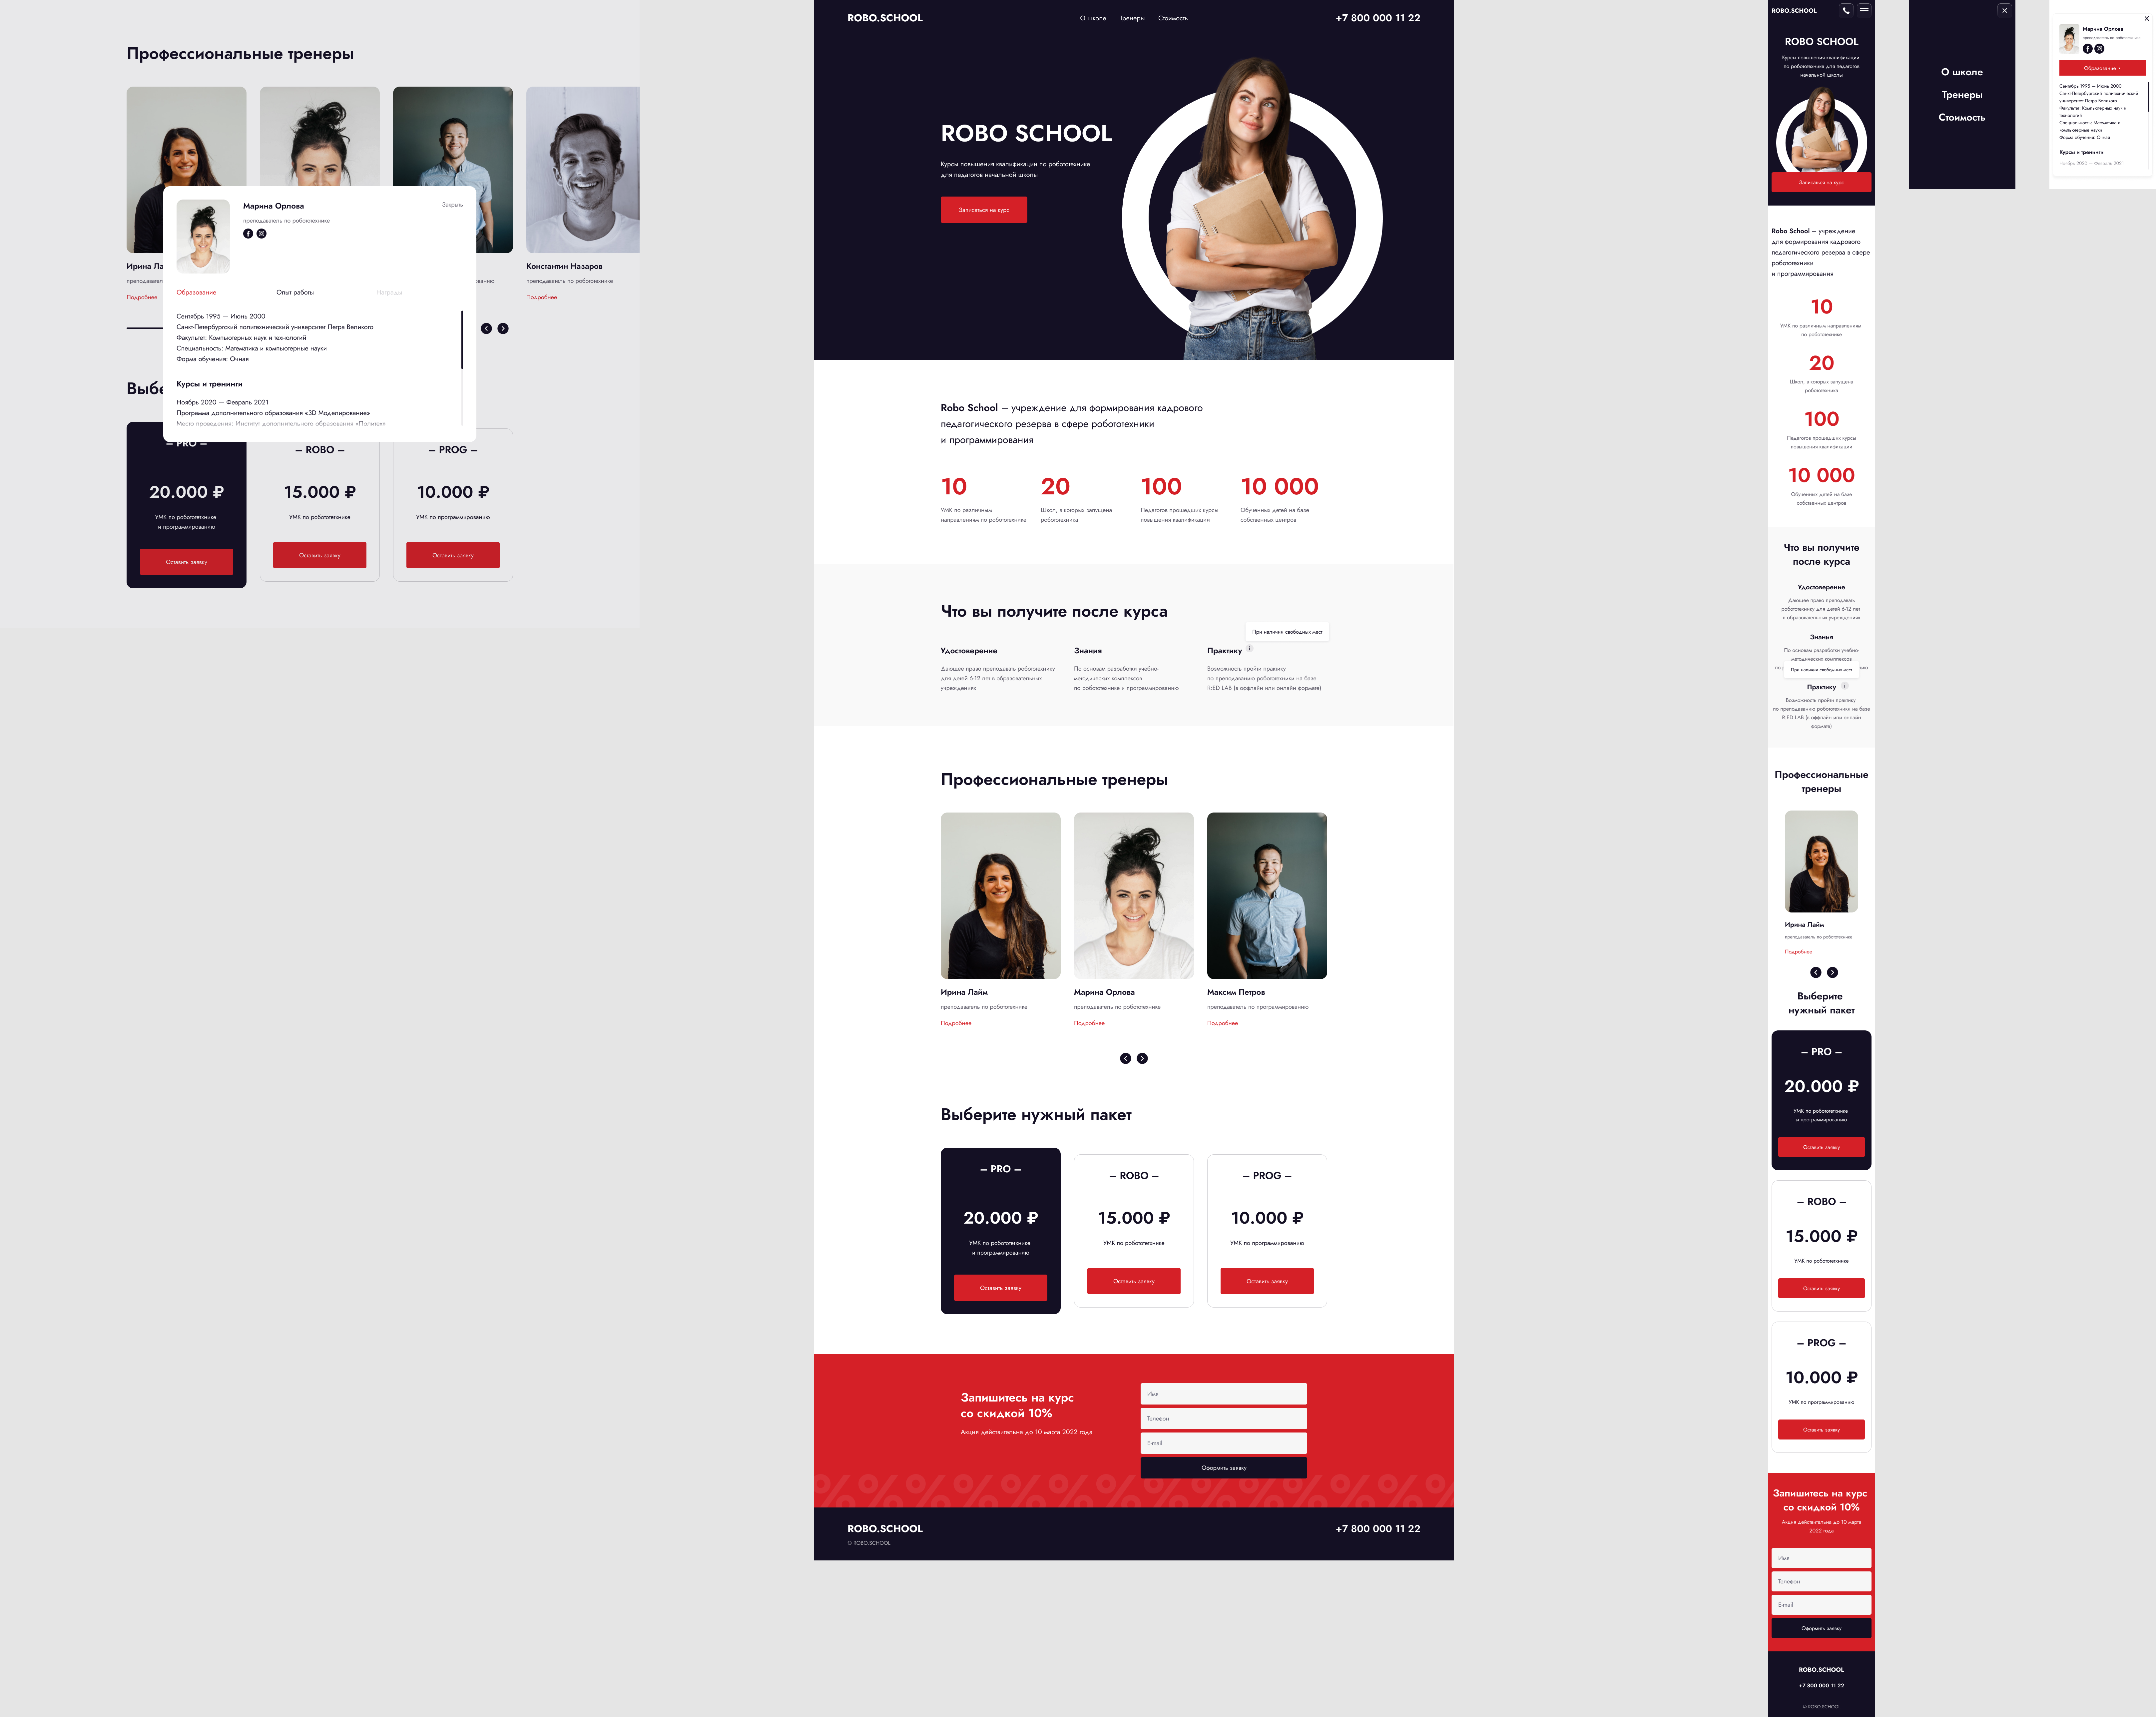 Профессиональные тренеры
Марина Орлова
Закрыть
преподаватель по робототехнике
Ирина Ла
преподавател
Подробнее
Константин Назаров
преподаватель по робототехнике
Подробнее
Образование
Опыт работы
Награды
Сентябрь 1995 — Июнь 2000
Санкт-Петербургский политехнический университет Петра Великого
Факультет: Компьютерных наук и технологий
Специальность: Математика и компьютерные науки
Форма обучения: Очная
Курсы и тренинги
Ноябрь 2020 — Февраль 2021
Программа дополнительного образования «3D Моделирование»
Место проведения: Институт дополнительного образования «Политех»
Выбе
– PRO –
20.000 ₽
УМК по робототехнике
и программированию
Оставить заявку
– ROBO –
15.000 ₽
УМК по робототехнике
Оставить заявку
– PROG –
10.000 ₽
УМК по программированию
Оставить заявку
ROBO.SCHOOL
О школе
Тренеры
Стоимость
+7 800 000 11 22
ROBO SCHOOL
Курсы повышения квалификации по робототехнике
для педагогов начальной школы
Записаться на курс
Robo School – учреждение для формирования кадрового
педагогического резерва в сфере робототехники
и программирования
10
УМК по различным
направлениям по робототехнике
20
Школ, в которых запущена
робототехника
100
Педагогов прошедших курсы
повышения квалификации
10 000
Обученных детей на базе
собственных центров
Что вы получите после курса
При наличии свободных мест
Удостоверение
Дающее право преподавать робототехнику
для детей 6-12 лет в образовательных
учреждениях
Знания
По основам разработки учебно-
методических комплексов
по робототехнике и программированию
Практику i
Возможность пройти практику
по преподаванию робототехники на базе
R:ED LAB (в оффлайн или онлайн формате)
Профессиональные тренеры
Ирина Лайм
преподаватель по робототехнике
Подробнее
Марина Орлова
преподаватель по робототехнике
Подробнее
Максим Петров
преподаватель по программированию
Подробнее
Выберите нужный пакет
– PRO –
20.000 ₽
УМК по робототехнике
и программированию
Оставить заявку
– ROBO –
15.000 ₽
УМК по робототехнике
Оставить заявку
– PROG –
10.000 ₽
УМК по программированию
Оставить заявку
Запишитесь на курс
со скидкой 10%
Акция действительна до 10 марта 2022 года
Имя
Телефон
E-mail
Оформить заявку
ROBO.SCHOOL
© ROBO.SCHOOL
+7 800 000 11 22
ROBO.SCHOOL
ROBO SCHOOL
Курсы повышения квалификации
по робототехнике для педагогов
начальной школы
Записаться на курс
Robo School – учреждение
для формирования кадрового
педагогического резерва в сфере
робототехники
и программирования
10
УМК по различным направлениям
по робототехнике
20
Школ, в которых запущена
робототехника
100
Педагогов прошедших курсы
повышения квалификации
10 000
Обученных детей на базе
собственных центров
Что вы получите
после курса
Удостоверение
Дающее право преподавать
робототехнику для детей 6-12 лет
в образовательных учреждениях
Знания
По основам разработки учебно-
методических комплексов
При наличии свободных мест
Практику i
Возможность пройти практику
по преподаванию робототехники на базе
R:ED LAB (в оффлайн или онлайн
формате)
Профессиональные
тренеры
Ирина Лайм
преподаватель по робототехнике
Подробнее
Выберите
нужный пакет
– PRO –
20.000 ₽
УМК по робототехнике
и программированию
Оставить заявку
– ROBO –
15.000 ₽
УМК по робототехнике
Оставить заявку
– PROG –
10.000 ₽
УМК по программированию
Оставить заявку
Запишитесь на курс
со скидкой 10%
Акция действительна до 10 марта
2022 года
Имя
Телефон
E-mail
Оформить заявку
ROBO.SCHOOL
+7 800 000 11 22
© ROBO.SCHOOL
О школе
Тренеры
Стоимость
Марина Орлова
преподаватель по робототехнике
Образование
Сентябрь 1995 — Июнь 2000
Санкт-Петербургский политехнический
университет Петра Великого
Факультет: Компьютерных наук и
технологий
Специальность: Математика и
компьютерные науки
Форма обучения: Очная
Курсы и тренинги
Ноябрь 2020 — Февраль 2021